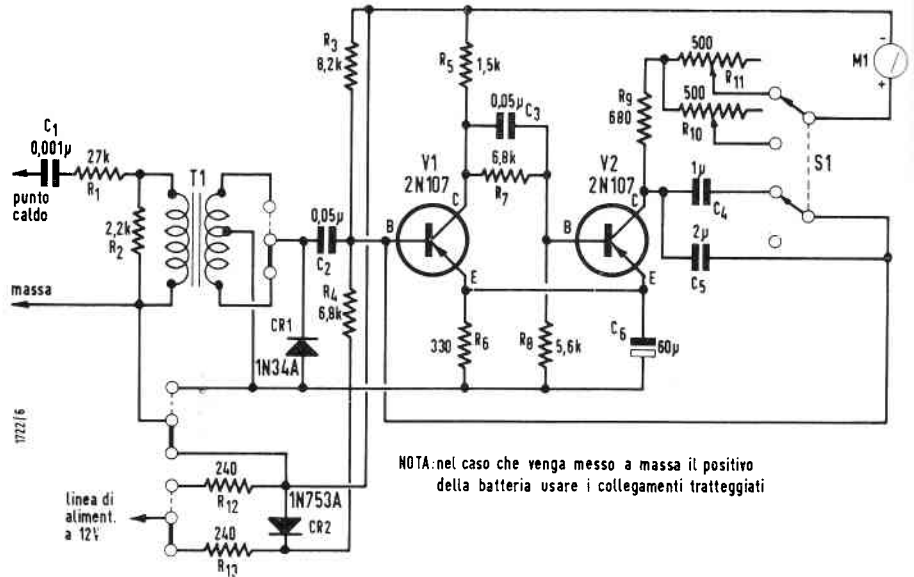 R3
8,2k
R5
1,5k
0,05µ
C3
6,8k
R7
500
R11
500
R10
R9
680
-
M1
+
S1
C1
0,001µ
27k
R1
punto
caldo
2,2k
R2
T1
massa
0,05µ
C2
V1
2N107
B
C
E
V2
2N107
B
C
E
1µ
C4
2µ
C5
R4
6,8k
CR1
1N34A
330
R6
R8
5,6k
C6
60µ
1722/6
NOTA: nel caso che venga messo a massa il positivo
della batteria usare i collegamenti tratteggiati
240
R12
1N753A
CR2
linea di
aliment.
a 12V
240
R13